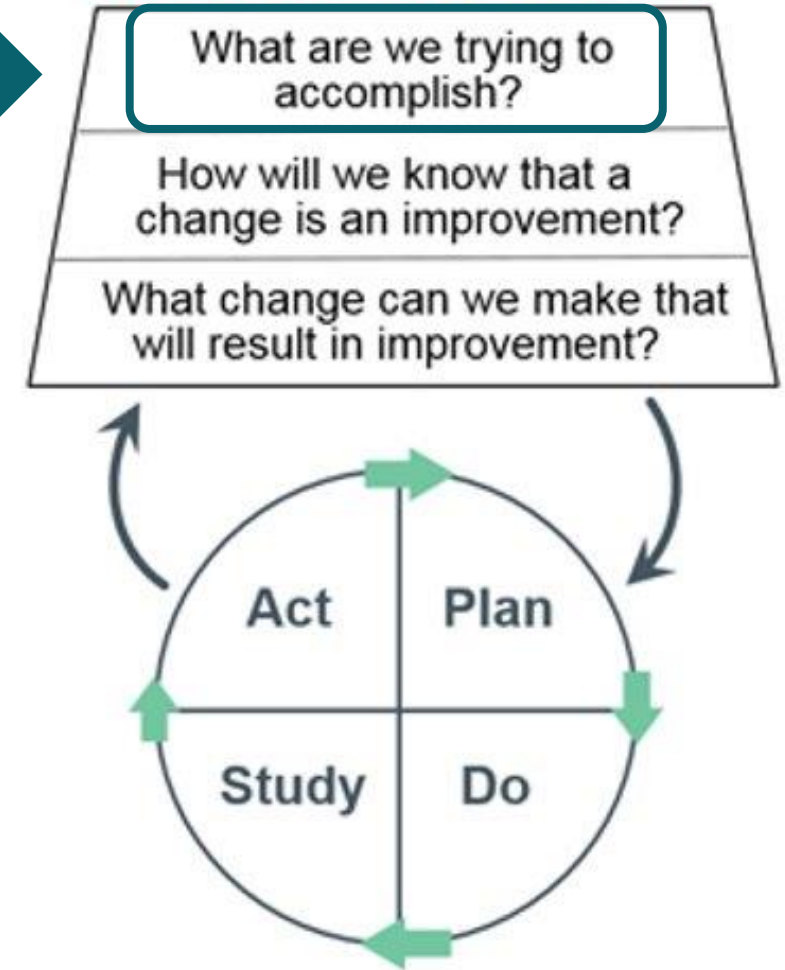 What are we trying to
accomplish?
How will we know that a
change is an improvement?
What change can we make that
will result in improvement?
Act
Plan
Study
Do